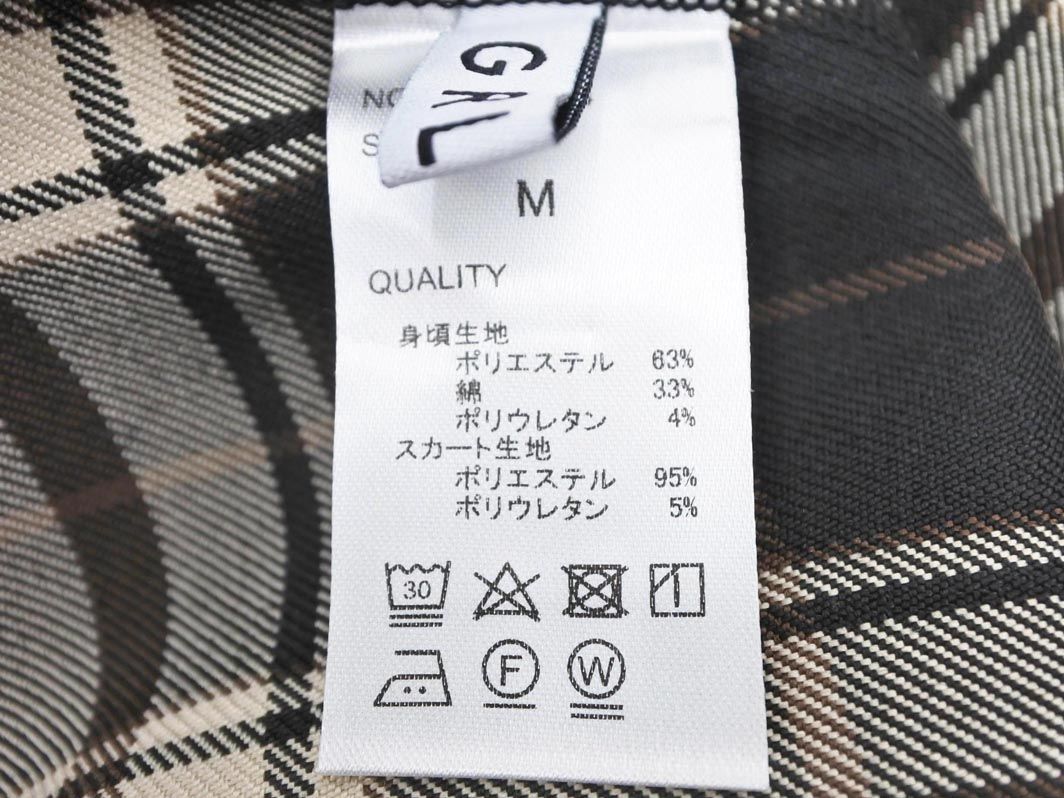 GAL
M
QUALITY
身頃生地
ポリエステル 63%
綿 33%
ポリウレタン 4%
スカート生地
ポリエステル 95%
ポリウレタン 5%
30
F W